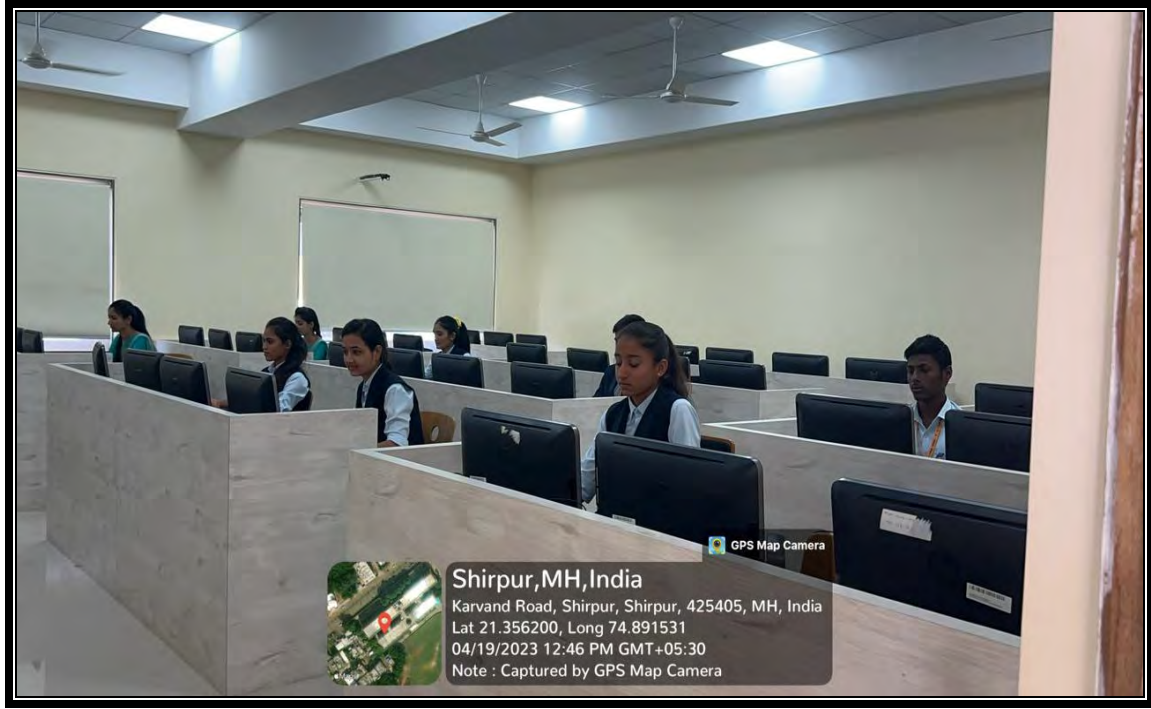 GPS Map Camera
Shirpur,MH,India
Karvand Road, Shirpur, Shirpur, 425405, MH, India
Lat 21.356200, Long 74.891531
04/19/2023 12:46 PM GMT+05:30
Note : Captured by GPS Map Camera